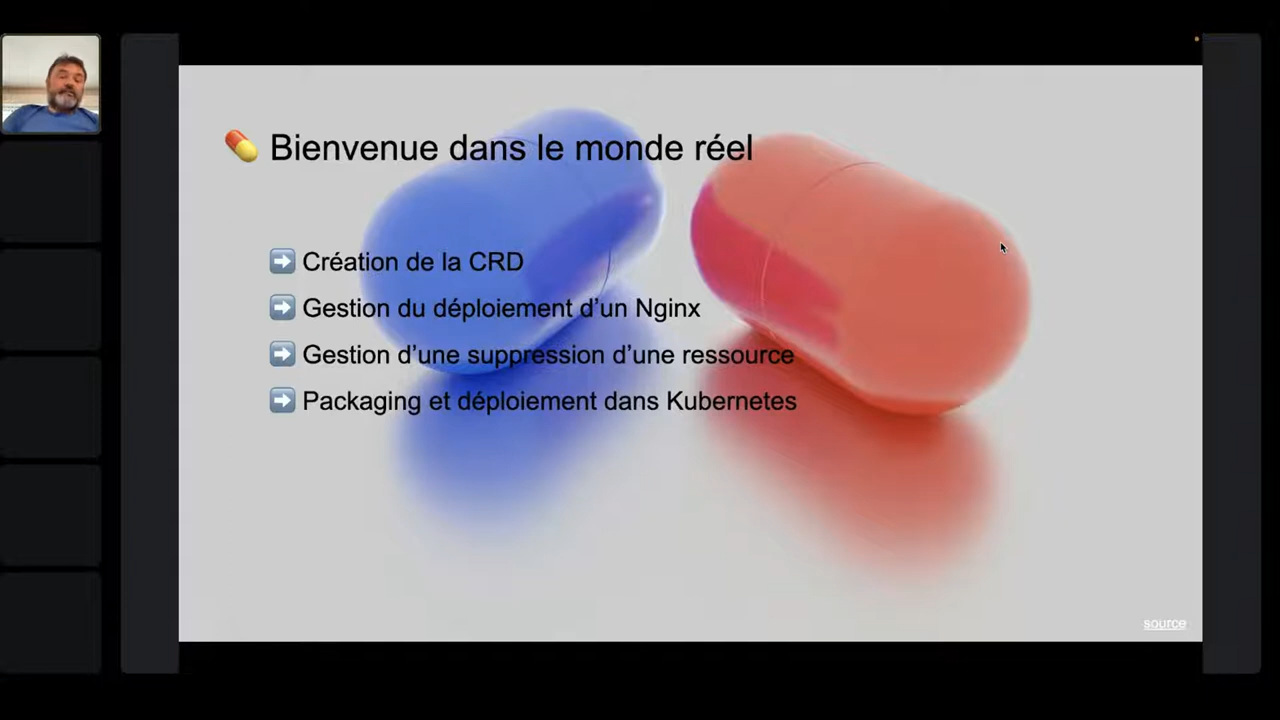 💊 Bienvenue dans le monde réel
➡️ Création de la CRD
➡️ Gestion du déploiement d’un Nginx
➡️ Gestion d’une suppression d’une ressource
➡️ Packaging et déploiement dans Kubernetes
source